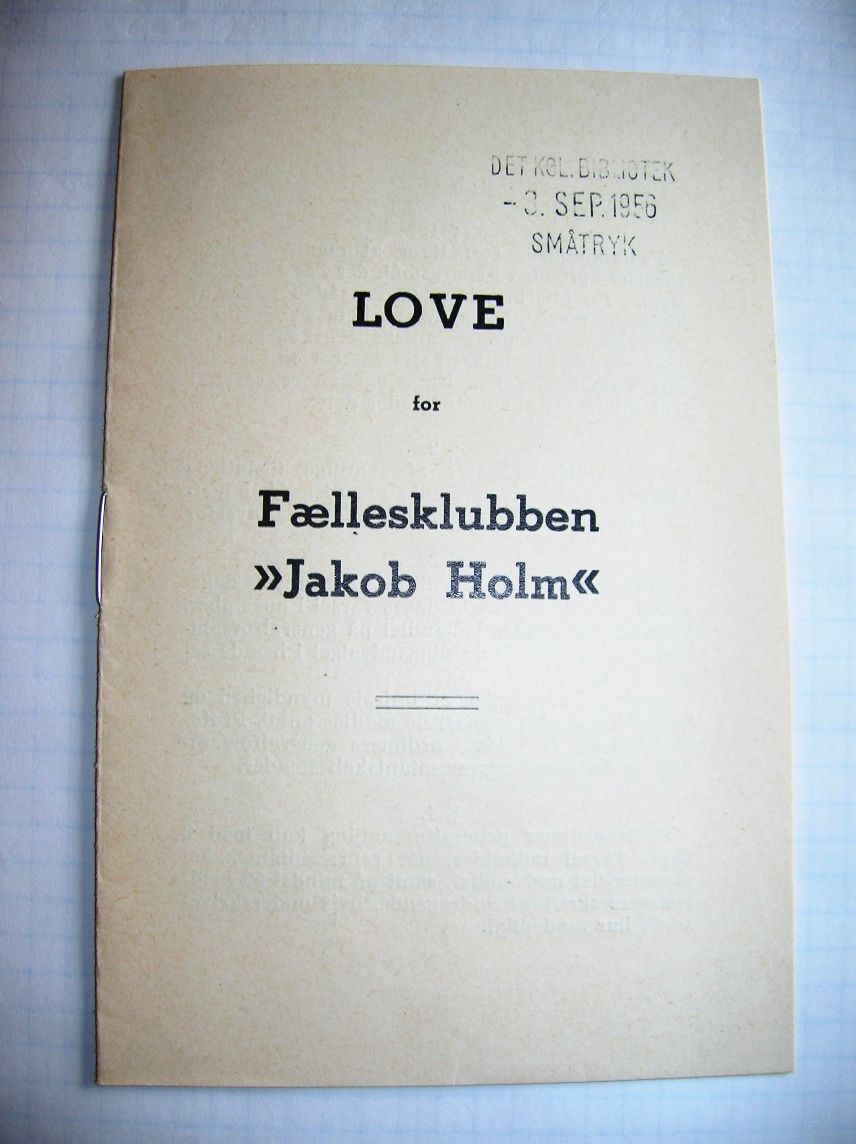 DET KGL. BIBLIOTEK
- 3. SEP. 1956
SMÅTRYK
LOVE
for
Fællesklubben
»Jakob Holm«